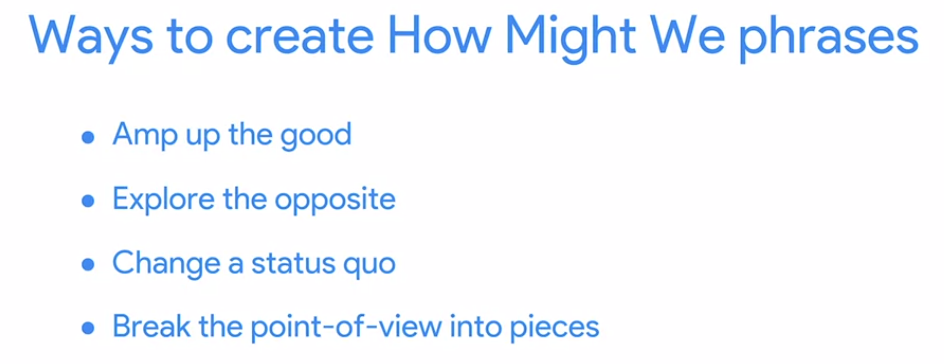 Ways to create How Might We phrases
• Amp up the good
• Explore the opposite
• Change a status quo
• Break the point-of-view into pieces